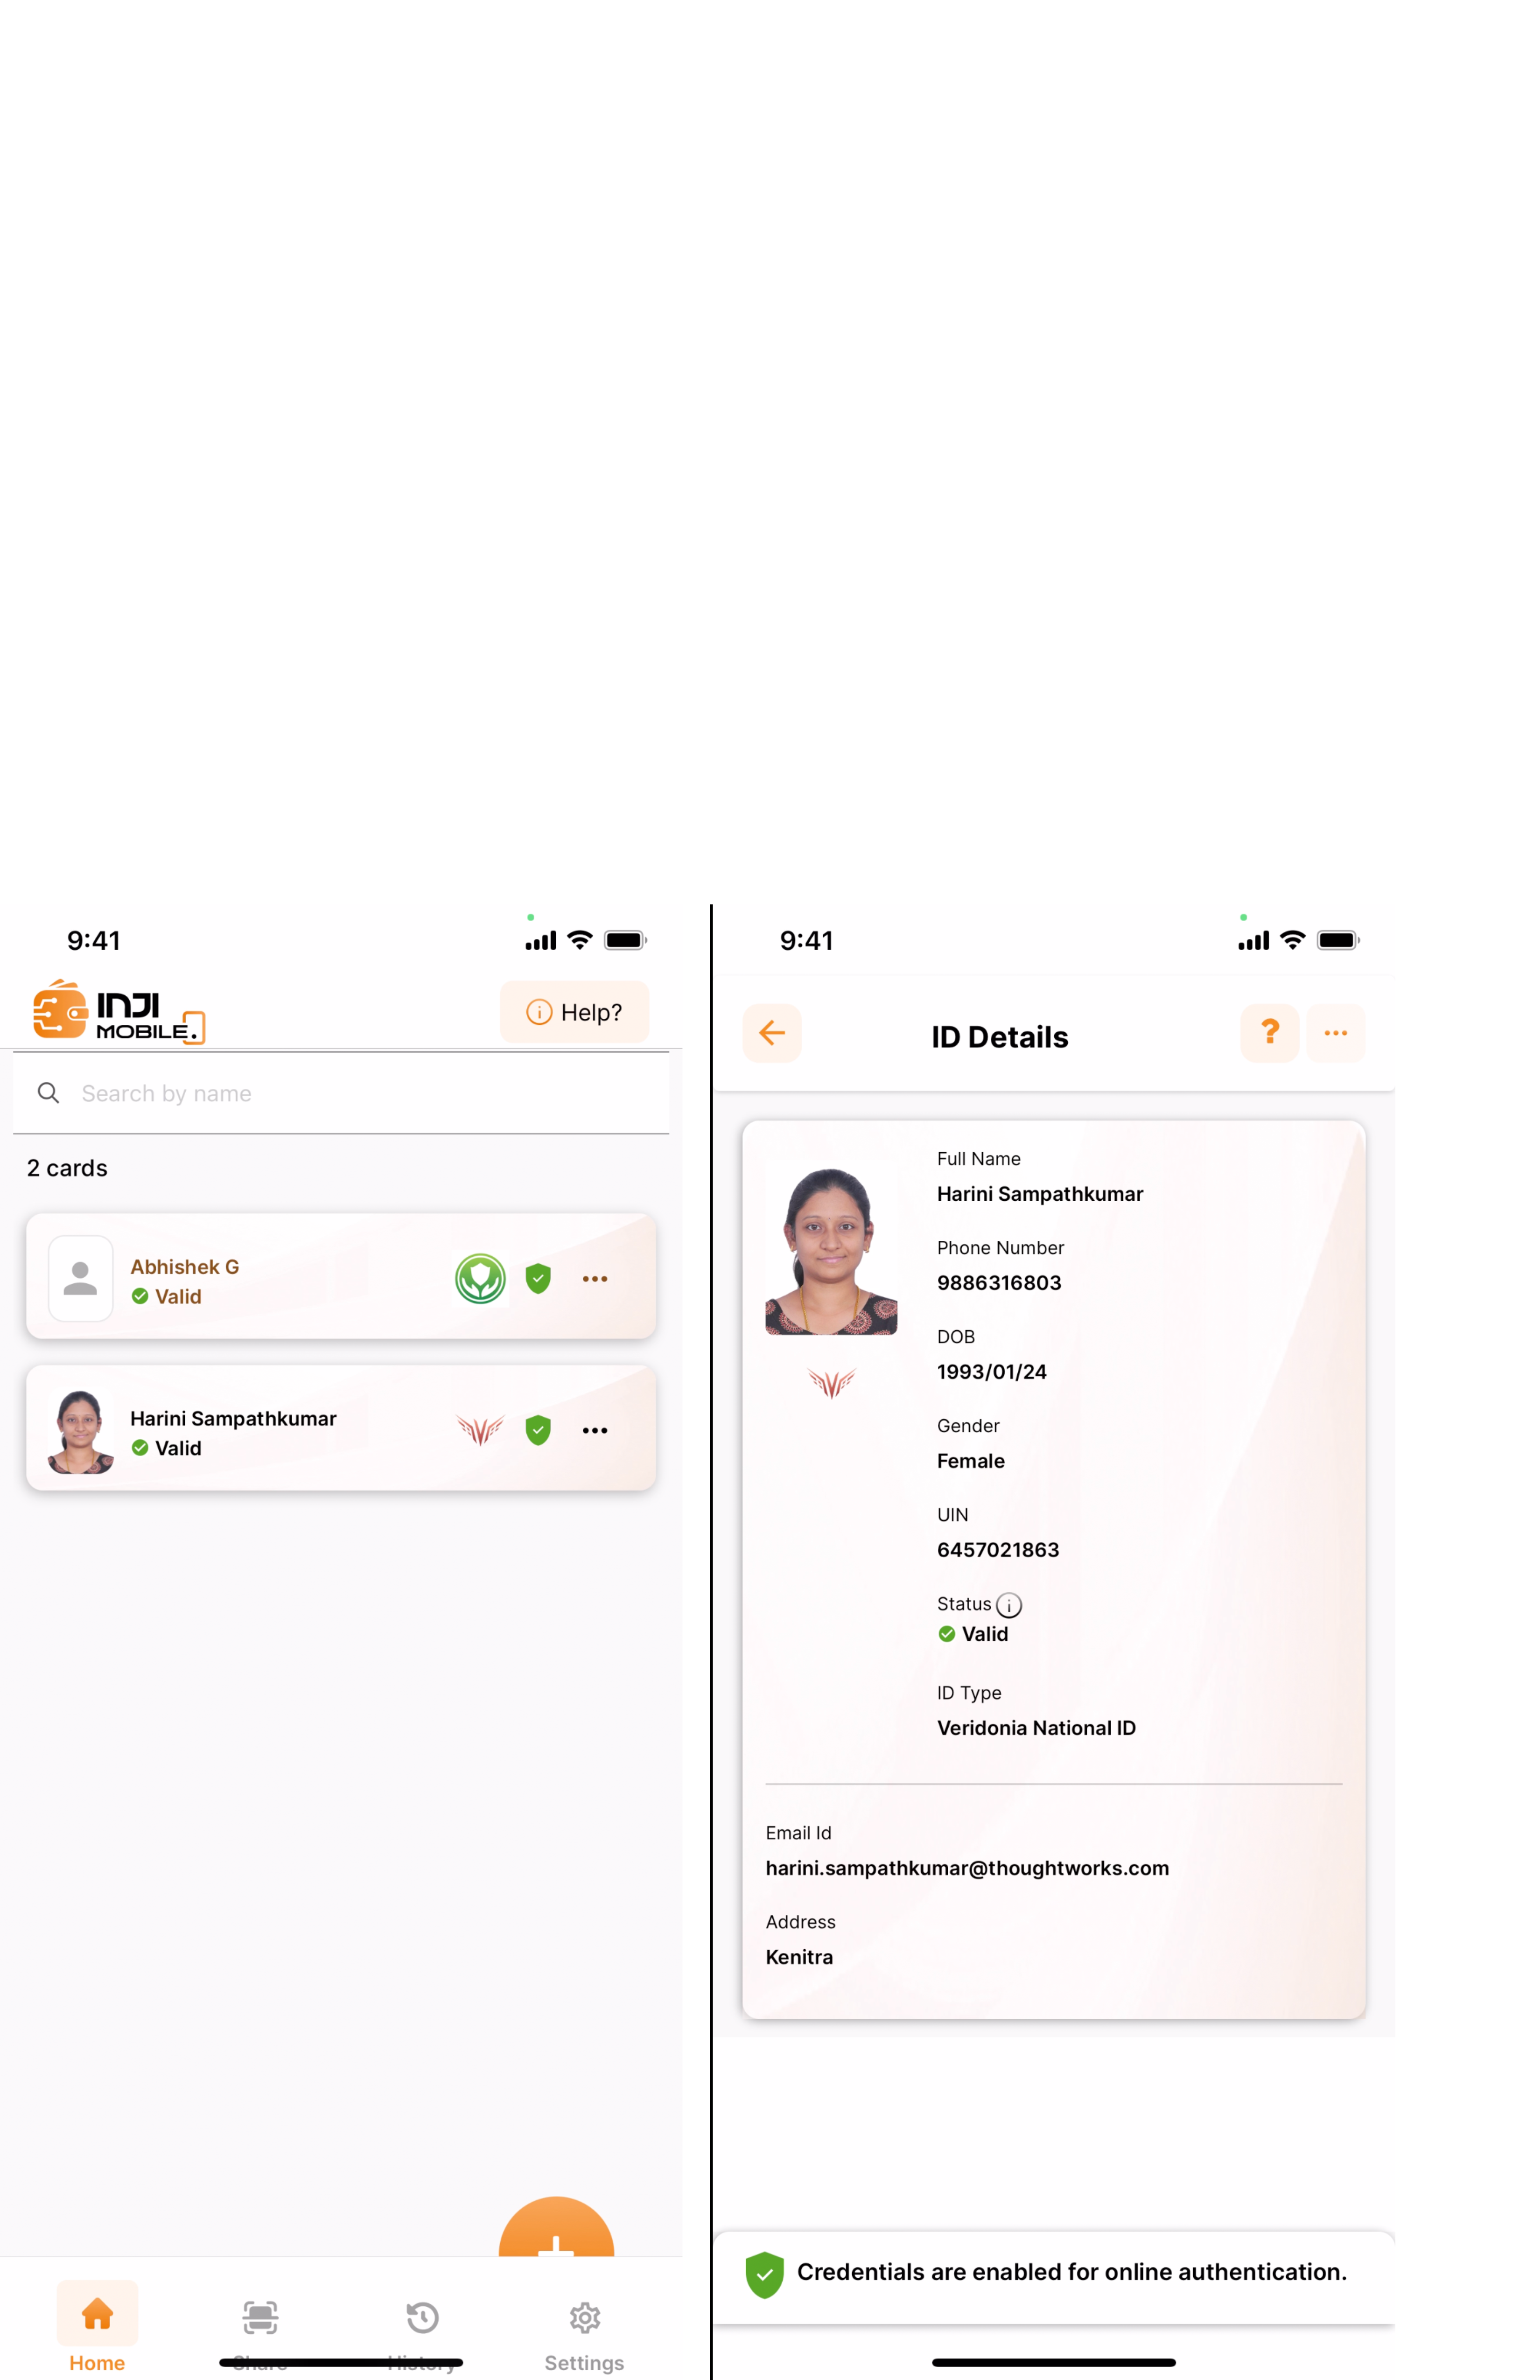 9:41
INJI
MOBILE.
Help?
Search by name
2 cards
Abhishek G
Valid
Harini Sampathkumar
Valid
Home
Share
History
Settings
9:41
ID Details
?
Full Name
Harini Sampathkumar
Phone Number
9886316803
DOB
1993/01/24
Gender
Female
UIN
6457021863
Status
Valid
ID Type
Veridonia National ID
Email Id
harini.sampathkumar@thoughtworks.com
Address
Kenitra
Credentials are enabled for online authentication.